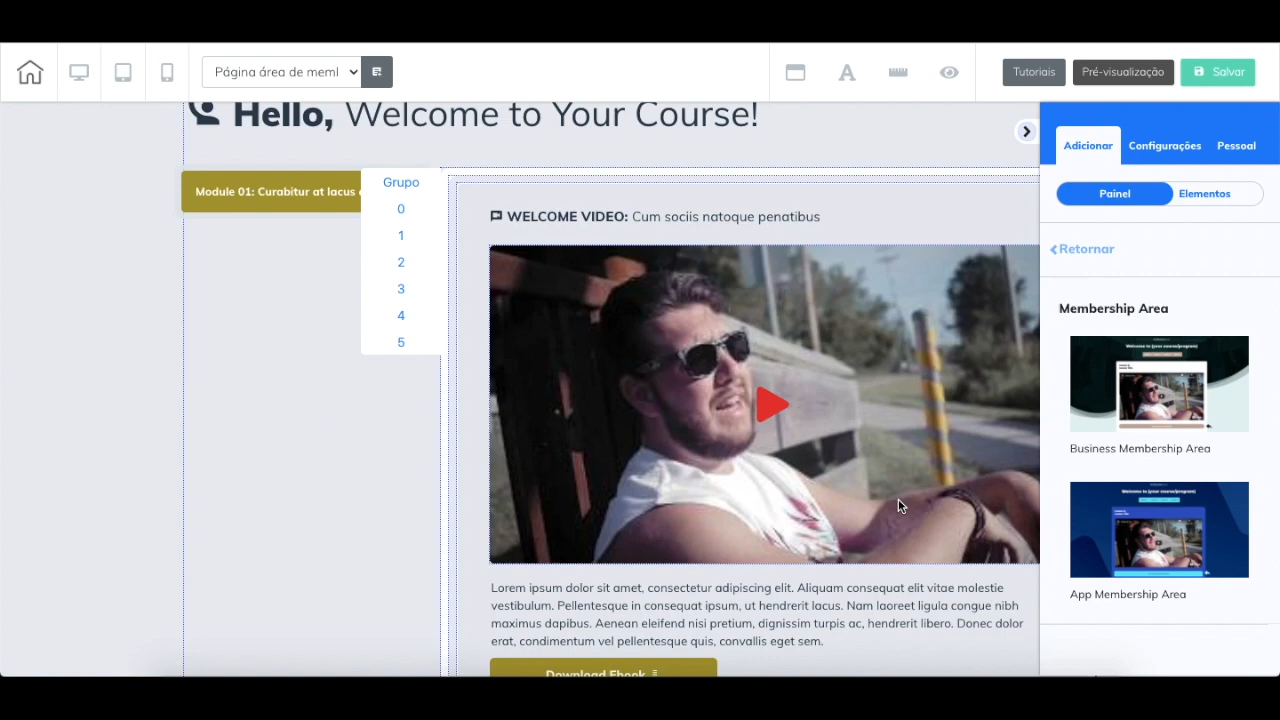 Página área de meml
Tutoriais
Pré-visualização
Salvar
Hello, Welcome to Your Course!
Module 01: Curabitur at lacus
Grupo
0
1
2
3
4
5
WELCOME VIDEO: Cum sociis natoque penatibus
Lorem ipsum dolor sit amet, consectetur adipiscing elit. Aliquam consequat elit vitae molestie
vestibulum. Pellentesque in consequat ipsum, ut hendrerit lacus. Nam laoreet ligula congue nibh
maximus dapibus. Aenean eleifend nisi pretium, dignissim turpis ac, hendrerit libero. Donec dolor
erat, condimentum vel pellentesque quis, convallis eget sem.
Download Ebook
Adicionar
Configurações
Pessoal
Painel
Elementos
Retornar
Membership Area
Business Membership Area
App Membership Area